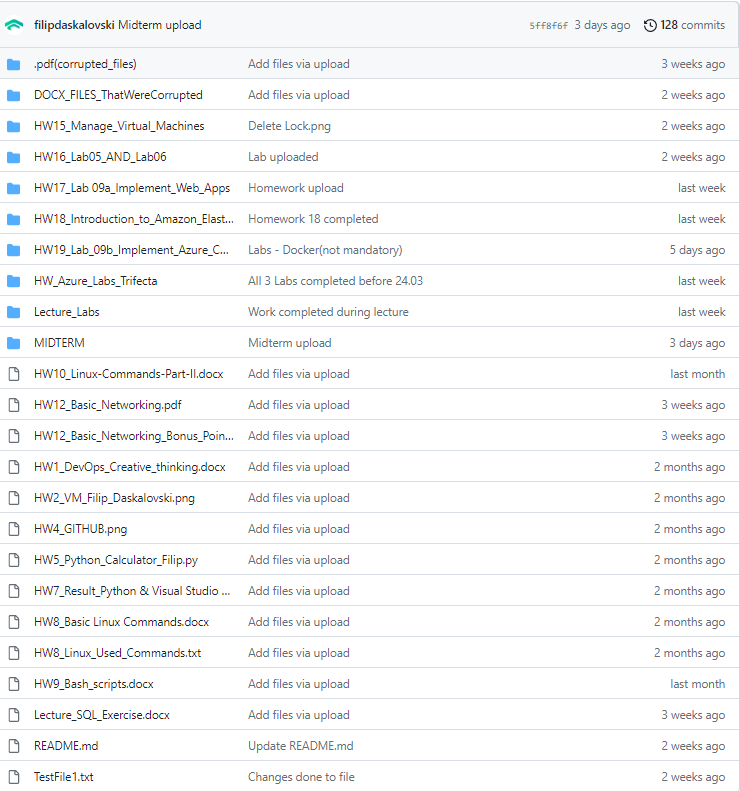 filipdaskalovski Midterm upload 5ff8f6f 3 days ago 128 commits
.pdf(corrupted_files) Add files via upload 3 weeks ago
DOCX_FILES_ThatWereCorrupted Add files via upload 2 weeks ago
HW15_Manage_Virtual_Machines Delete Lock.png 2 weeks ago
HW16_Lab05_AND_Lab06 Lab uploaded 2 weeks ago
HW17_Lab 09a_Implement_Web_Apps Homework upload last week
HW18_Introduction_to_Amazon_Elast... Homework 18 completed last week
HW19_Lab_09b_Implement_Azure_C... Labs - Docker(not mandatory) 5 days ago
HW_Azure_Labs_Trifecta All 3 Labs completed before 24.03 last week
Lecture_Labs Work completed during lecture last week
MIDTERM Midterm upload 3 days ago
HW10_Linux-Commands-Part-II.docx Add files via upload last month
HW12_Basic_Networking.pdf Add files via upload 3 weeks ago
HW12_Basic_Networking_Bonus_Poin... Add files via upload 3 weeks ago
HW1_DevOps_Creative_thinking.docx Add files via upload 2 months ago
HW2_VM_Filip_Daskalovski.png Add files via upload 2 months ago
HW4_GITHUB.png Add files via upload 2 months ago
HW5_Python_Calculator_Filip.py Add files via upload 2 months ago
HW7_Result_Python & Visual Studio ... Add files via upload 2 months ago
HW8_Basic Linux Commands.docx Add files via upload 2 months ago
HW8_Linux_Used_Commands.txt Add files via upload 2 months ago
HW9_Bash_scripts.docx Add files via upload last month
Lecture_SQL_Exercise.docx Add files via upload 3 weeks ago
README.md Update README.md 2 weeks ago
TestFile1.txt Changes done to file 2 weeks ago